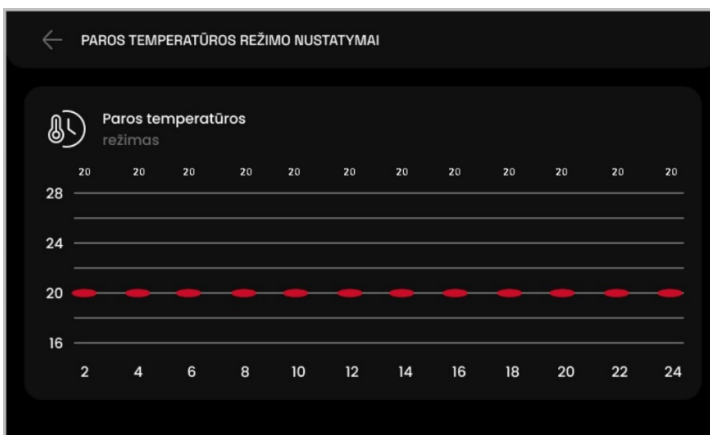 PAROS TEMPERATŪROS REŽIMO NUSTATYMAI
Paros temperatūros
režimas
20 20 20 20 20 20 20 20 20 20 20 20
28
24
20
16
2 4 6 8 10 12 14 16 18 20 22 24